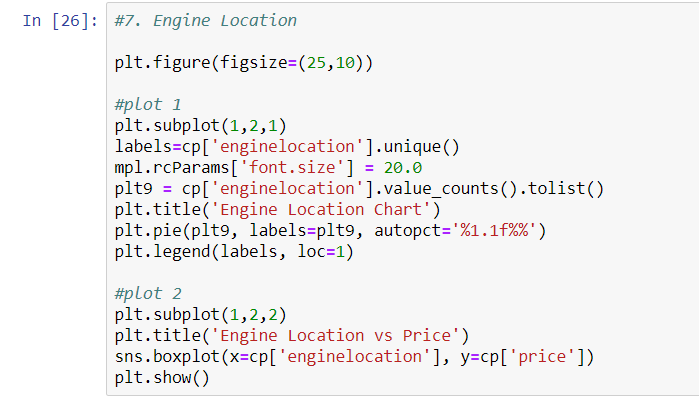 In [26]: #7. Engine Location
plt.figure(figsize=(25,10))
#plot 1
plt.subplot(1,2,1)
labels=cp['enginelocation'].unique()
mpl.rcParams['font.size'] = 20.0
plt9 = cp['enginelocation'].value_counts().tolist()
plt.title('Engine Location Chart')
plt.pie(plt9, labels=plt9, autopct='%1.1f%%')
plt.legend(labels, loc=1)
#plot 2
plt.subplot(1,2,2)
plt.title('Engine Location vs Price')
sns.boxplot(x=cp['enginelocation'], y=cp['price'])
plt.show()